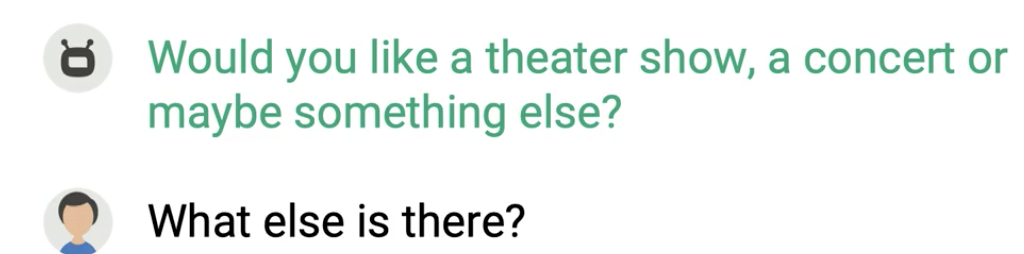 Would you like a theater show, a concert or
maybe something else?
What else is there?